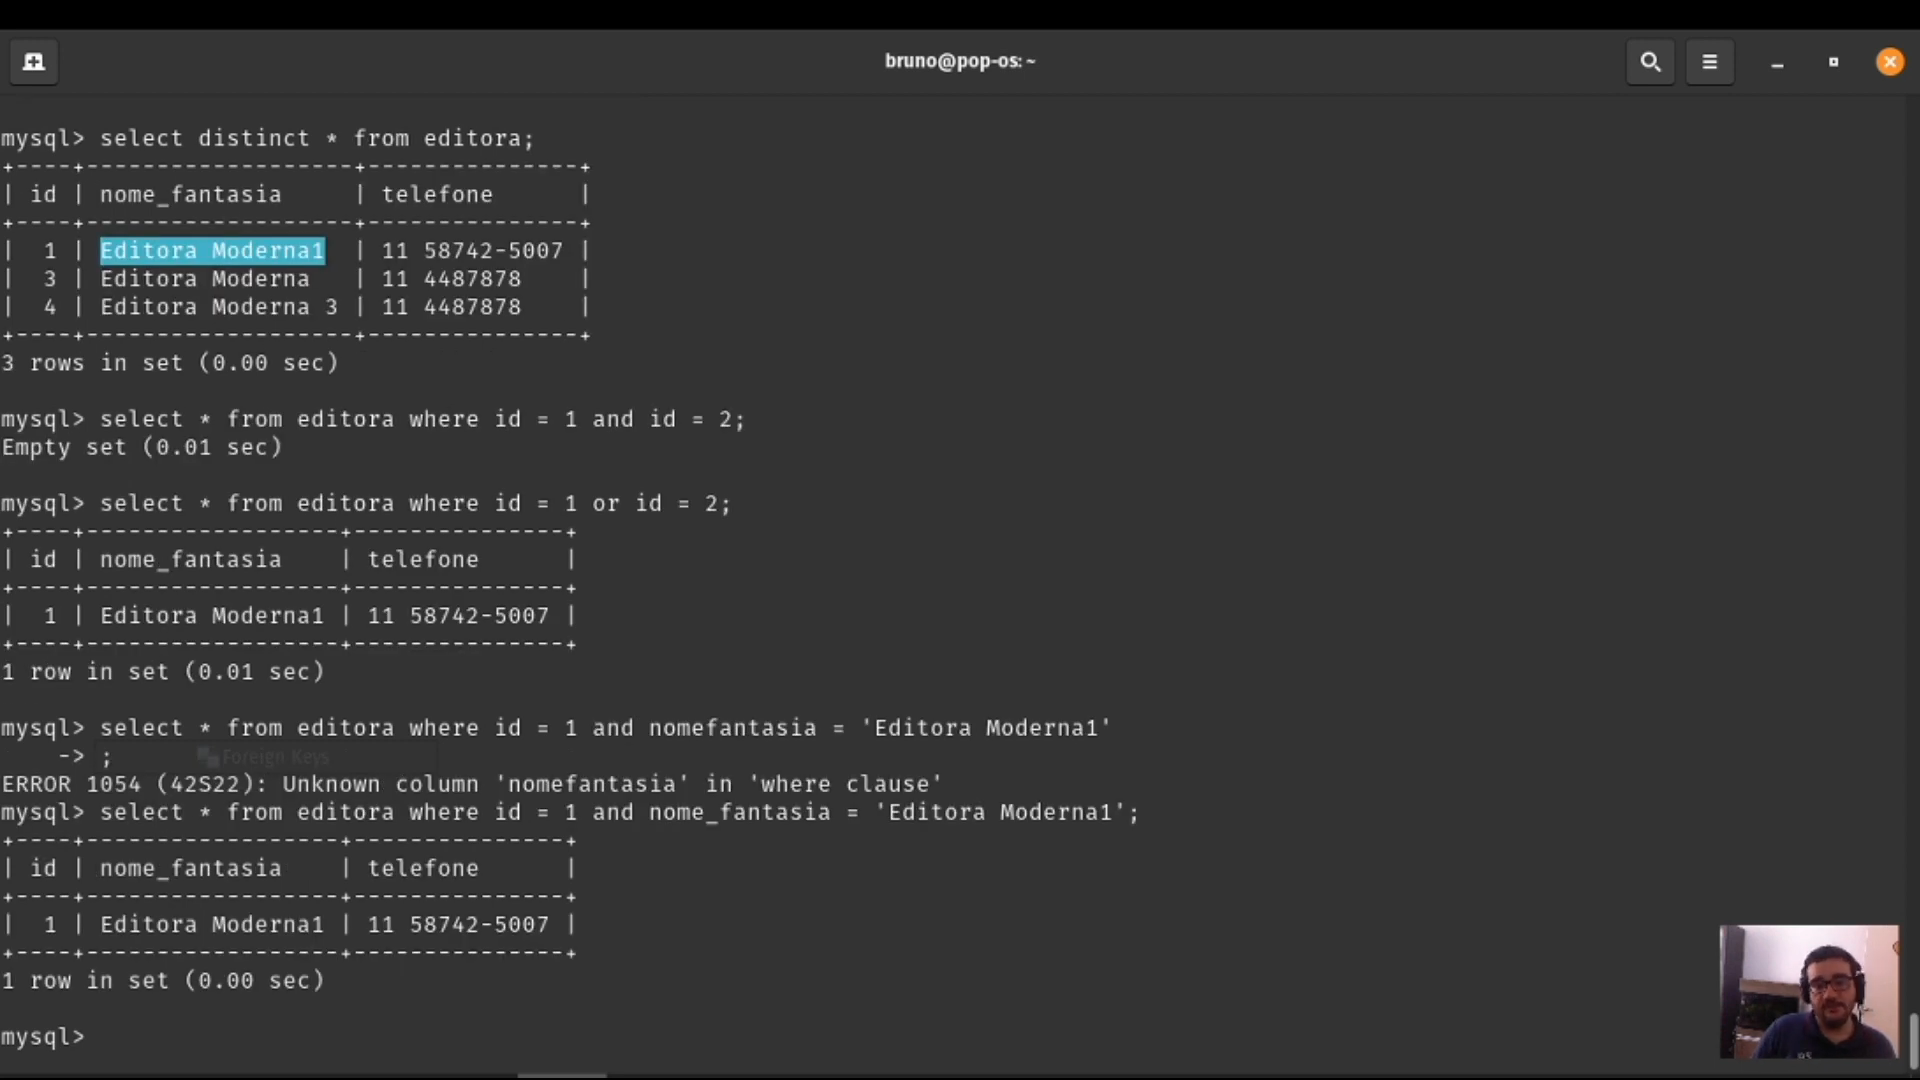 bruno@pop-os: ~
mysql> select distinct * from editora;
+----+-------------------+--------------+
| id | nome_fantasia     | telefone      |
+----+-------------------+--------------+
|  1 | Editora Moderna1  | 11 58742-5007 |
|  3 | Editora Moderna   | 11 4487878    |
|  4 | Editora Moderna 3 | 11 4487878    |
+----+-------------------+--------------+
3 rows in set (0.00 sec)
mysql> select * from editora where id = 1 and id = 2;
Empty set (0.01 sec)
mysql> select * from editora where id = 1 or id = 2;
+----+------------------+---------------+
| id | nome_fantasia    | telefone      |
+----+------------------+---------------+
|  1 | Editora Moderna1 | 11 58742-5007 |
+----+------------------+---------------+
1 row in set (0.01 sec)
mysql> select * from editora where id = 1 and nomefantasia = 'Editora Moderna1'
    -> ;
Foreign Keys
ERROR 1054 (42S22): Unknown column 'nomefantasia' in 'where clause'
mysql> select * from editora where id = 1 and nome_fantasia = 'Editora Moderna1';
+----+------------------+---------------+
| id | nome_fantasia    | telefone      |
+----+------------------+---------------+
|  1 | Editora Moderna1 | 11 58742-5007 |
+----+------------------+---------------+
1 row in set (0.00 sec)
mysql>